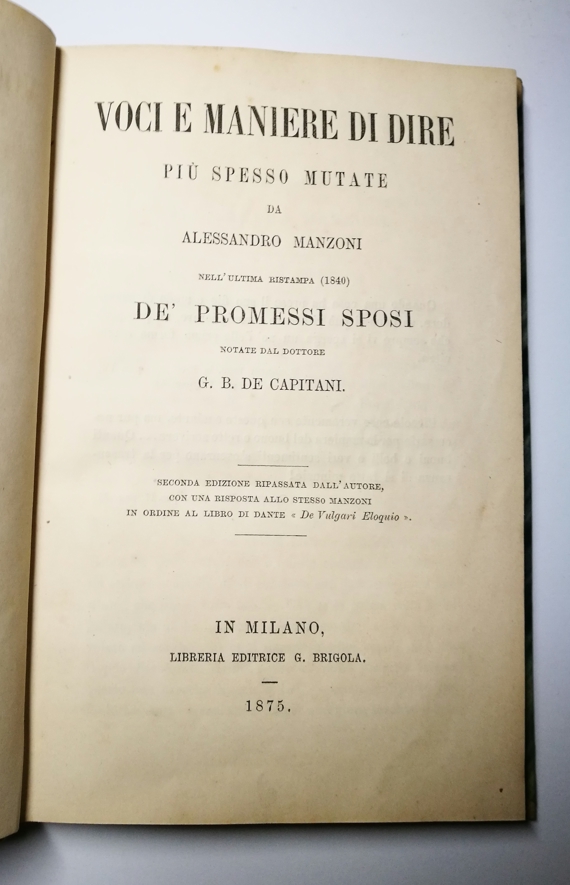 VOCI E MANIERE DI DIRE
PIÙ SPESSO MUTATE
DA
ALESSANDRO MANZONI
NELL'ULTIMA RISTAMPA (1840)
DE' PROMESSI SPOSI
NOTATE DAL DOTTORE
G. B. DE CAPITANI.
SECONDA EDIZIONE RIPASSATA DALL'AUTORE,
CON UNA RISPOSTA ALLO STESSO MANZONI
IN ORDINE AL LIBRO DI DANTE « De Vulgari Eloquio ».
IN MILANO,
LIBRERIA EDITRICE G. BRIGOLA.
1875.